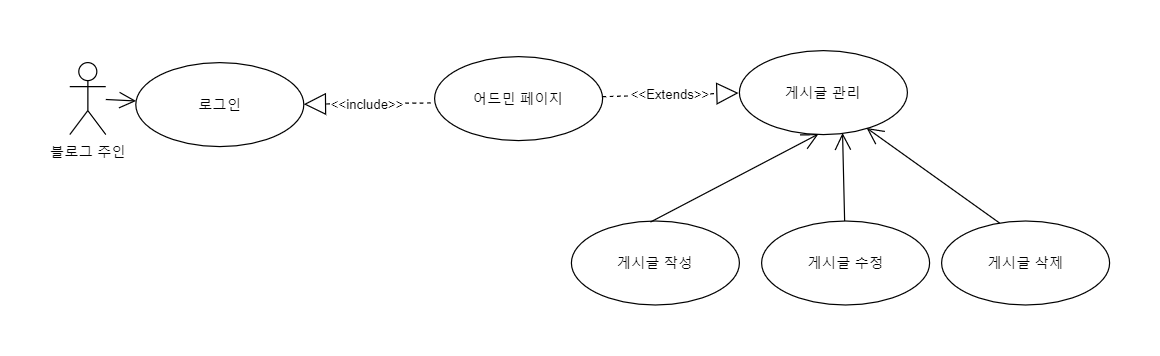 로그인
<<include>>
어드민 페이지
<<Extends>>
게시글 관리
블로그 주인
게시글 작성
게시글 수정
게시글 삭제